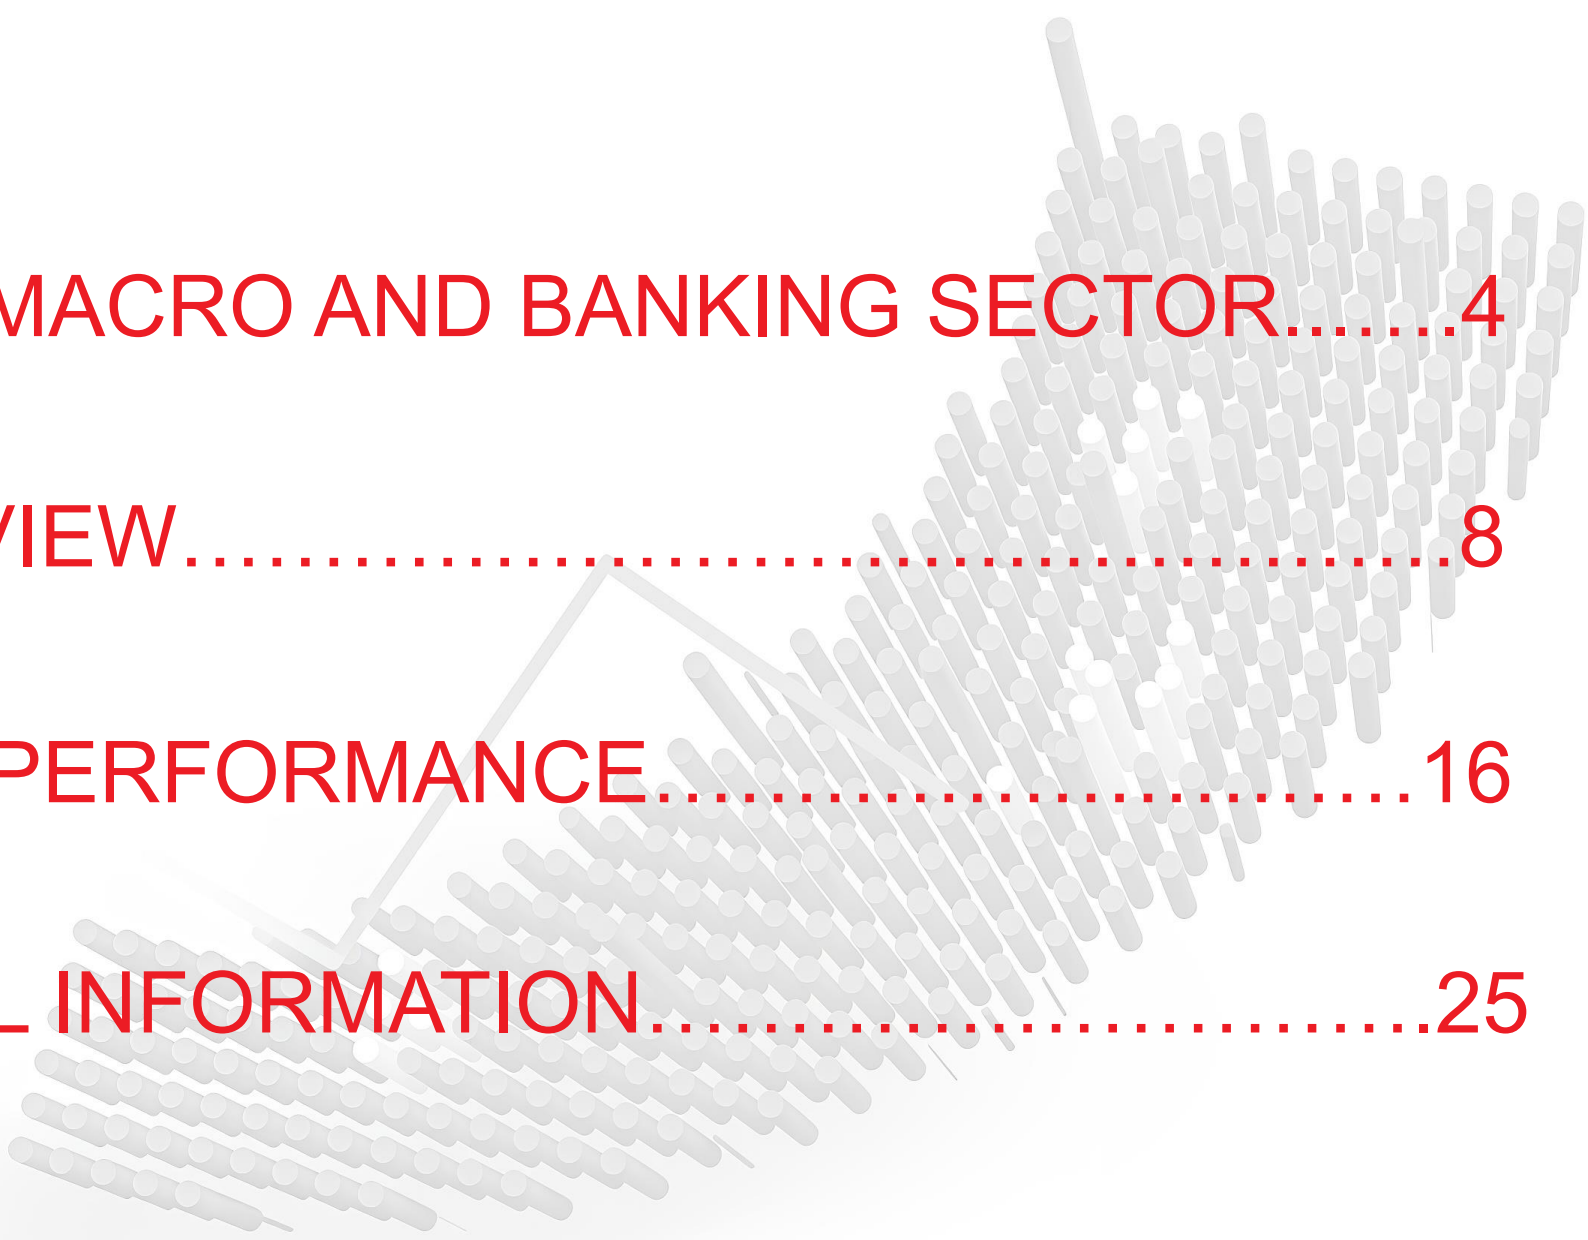 MACRO AND BANKING SECTOR.......4
VIEW.............................................8
PERFORMANCE...........................16
L INFORMATION............................25